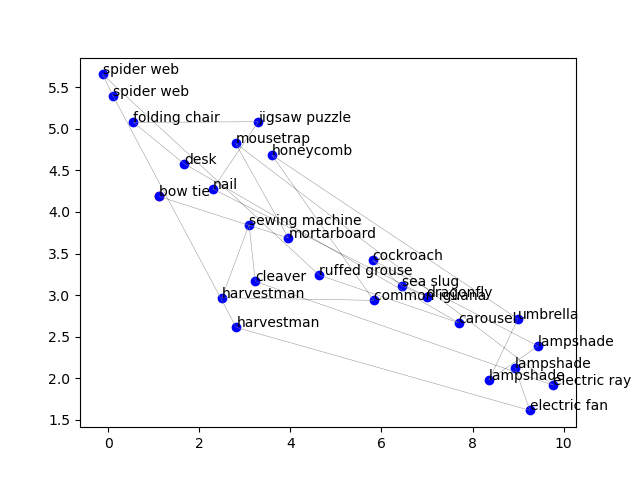 spider web
5.5
spider web
folding chair
jigsaw puzzle
5.0
mousetrap
honeycomb
4.5
desk
nail
bow tie
4.0
sewing machine
mortarboard
3.5
cockroach
ruffed grouse
cleaver
sea slug
3.0
harvestman
common iguana
dragonfly
umbrella
carousel
harvestman
2.5
lampshade
lampshade
lampshade
2.0
electric ray
electric fan
1.5
0 2 4 6 8 10